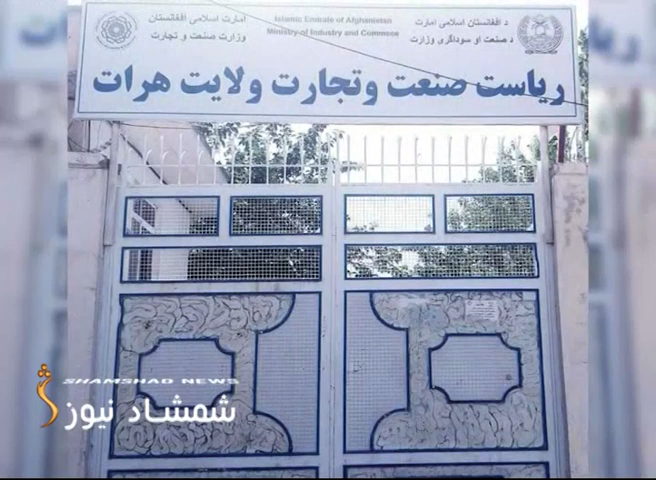 د افغانستان اسلامي امارت
د صنعت او سوداګرۍ وزارت
Islamic Emirate of Afghanistan
Ministry of Industry and Commerce
امارت اسلامی افغانستان
وزارت صنعت و تجارت
ریاست صنعت و تجارت ولایت هرات
SHAMSHAD NEWS
شمشاد نیوز